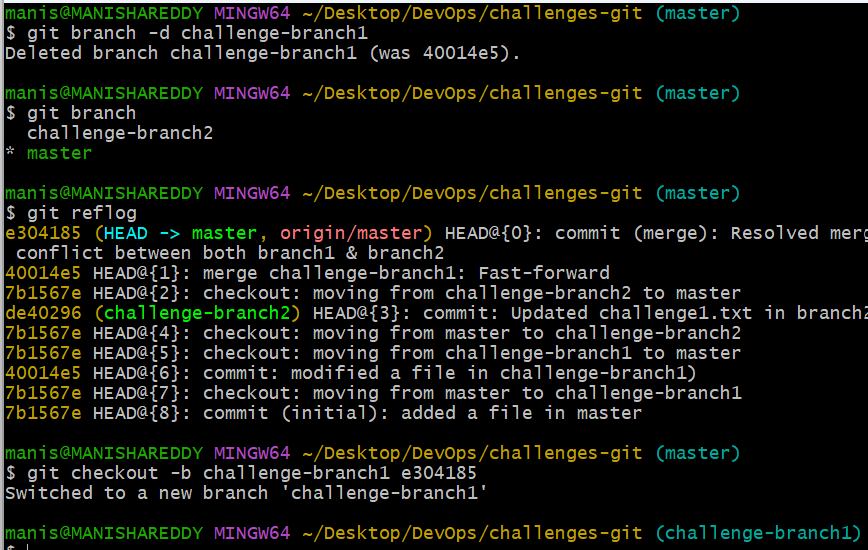 manis@MANISHAREDDY MINGW64 ~/Desktop/DevOps/challenges-git (master)
$ git branch -d challenge-branch1
Deleted branch challenge-branch1 (was 40014e5).
manis@MANISHAREDDY MINGW64 ~/Desktop/DevOps/challenges-git (master)
$ git branch
challenge-branch2
* master
manis@MANISHAREDDY MINGW64 ~/Desktop/DevOps/challenges-git (master)
$ git reflog
e304185 (HEAD -> master, origin/master) HEAD@{0}: commit (merge): Resolved merg
conflict between both branch1 & branch2
40014e5 HEAD@{1}: merge challenge-branch1: Fast-forward
7b1567e HEAD@{2}: checkout: moving from challenge-branch2 to master
de40296 (challenge-branch2) HEAD@{3}: commit: Updated challenge1.txt in branch2
7b1567e HEAD@{4}: checkout: moving from master to challenge-branch2
7b1567e HEAD@{5}: checkout: moving from challenge-branch1 to master
40014e5 HEAD@{6}: commit: modified a file in challenge-branch1)
7b1567e HEAD@{7}: checkout: moving from master to challenge-branch1
7b1567e HEAD@{8}: commit (initial): added a file in master
manis@MANISHAREDDY MINGW64 ~/Desktop/DevOps/challenges-git (master)
$ git checkout -b challenge-branch1 e304185
Switched to a new branch 'challenge-branch1'
manis@MANISHAREDDY MINGW64 ~/Desktop/DevOps/challenges-git (challenge-branch1)
$